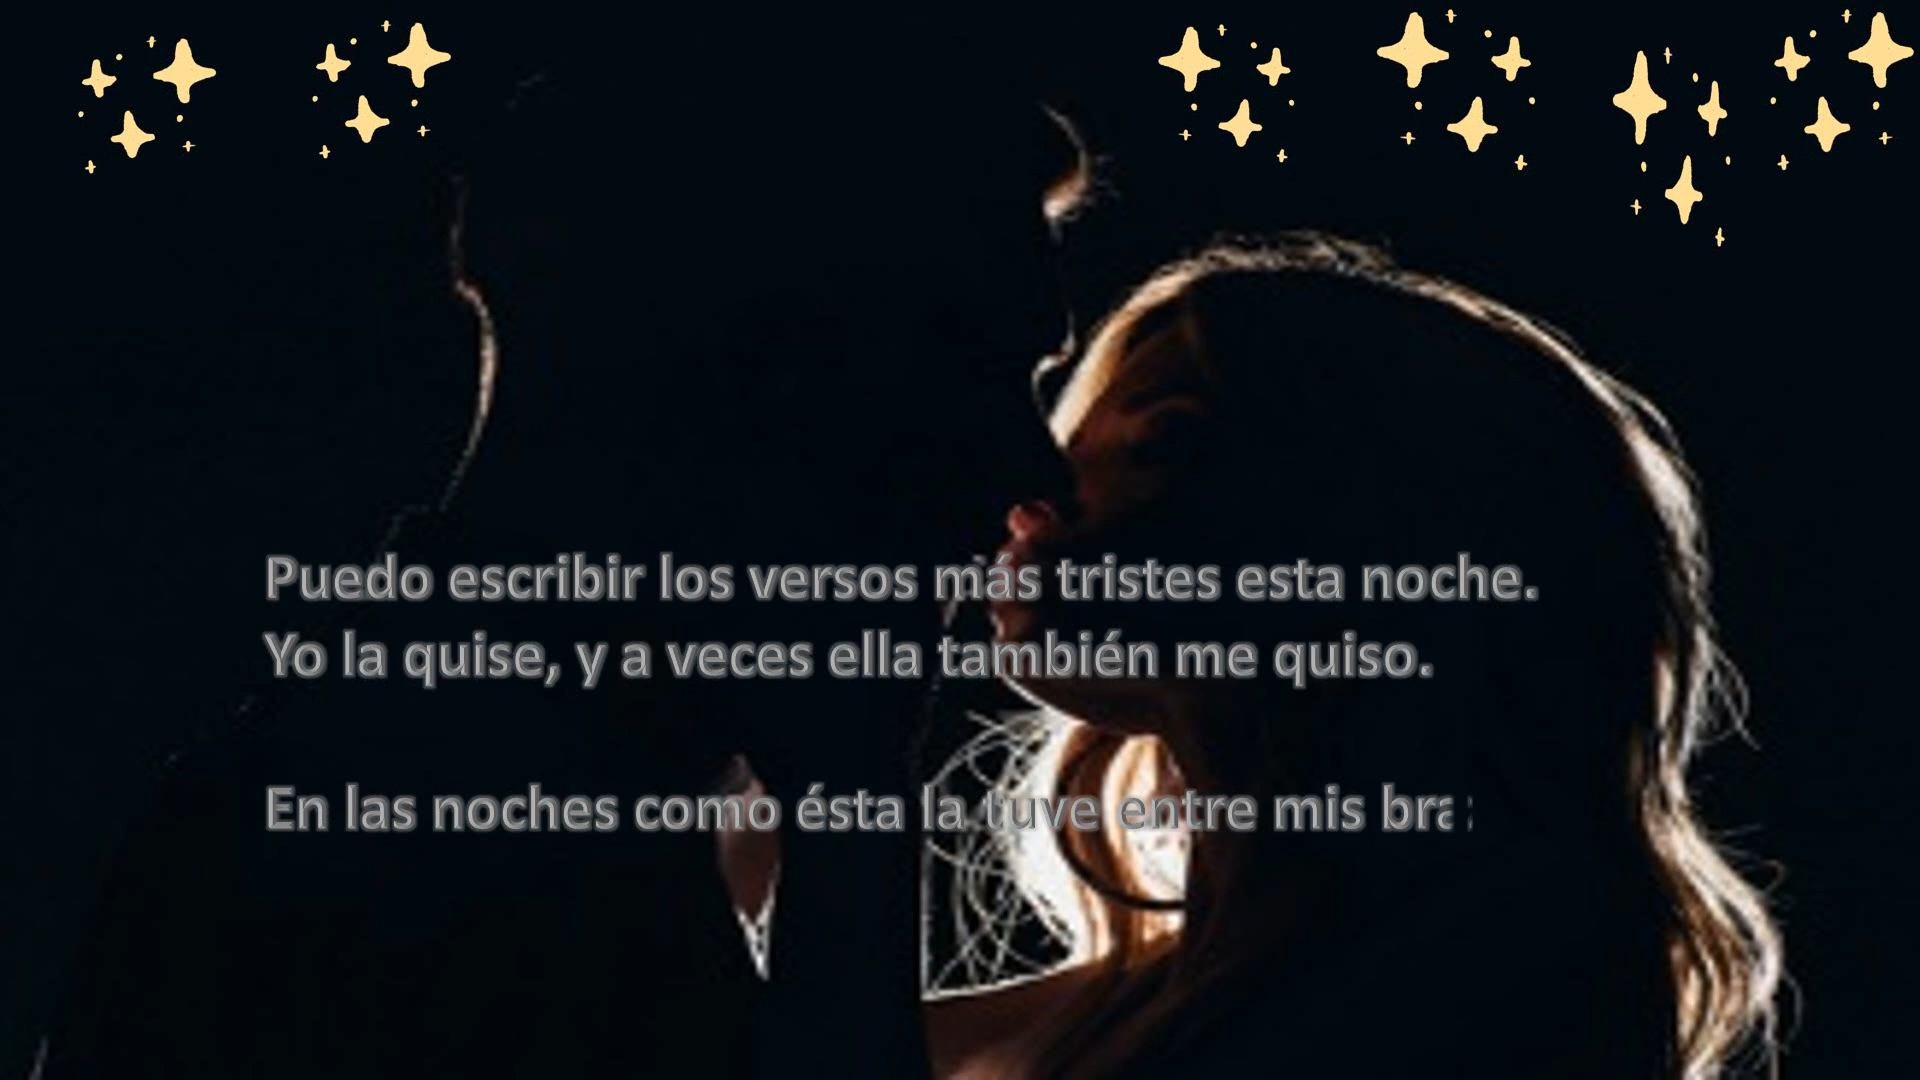 Puedo escribir los versos más tristes esta noche.
Yo la quise, y a veces ella también me quiso.
En las noches como ésta la tuve entre mis bra